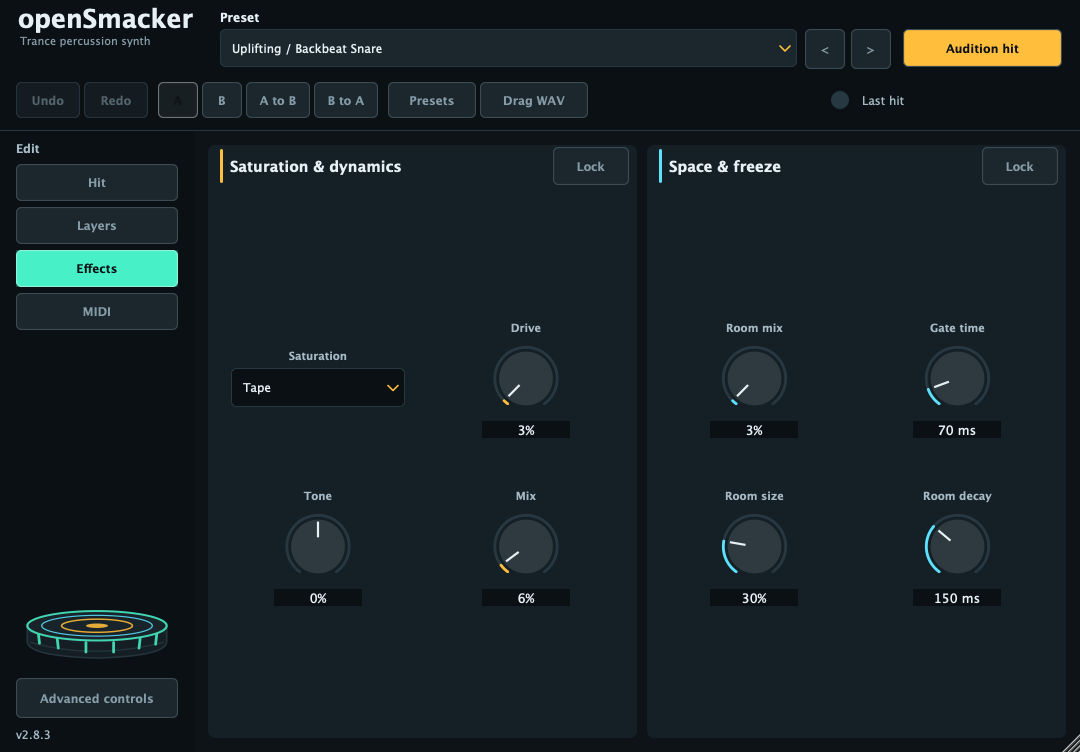 openSmacker
Trance percussion synth
Preset
Uplifting / Backbeat Snare
<
>
Audition hit
Undo
Redo
A
B
A to B
B to A
Presets
Drag WAV
Last hit
Edit
Hit
Layers
Effects
MIDI
Saturation & dynamics
Lock
Space & freeze
Lock
Saturation
Tape
Drive
3%
Room mix
3%
Gate time
70 ms
Tone
0%
Mix
6%
Room size
30%
Room decay
150 ms
Advanced controls
v2.8.3